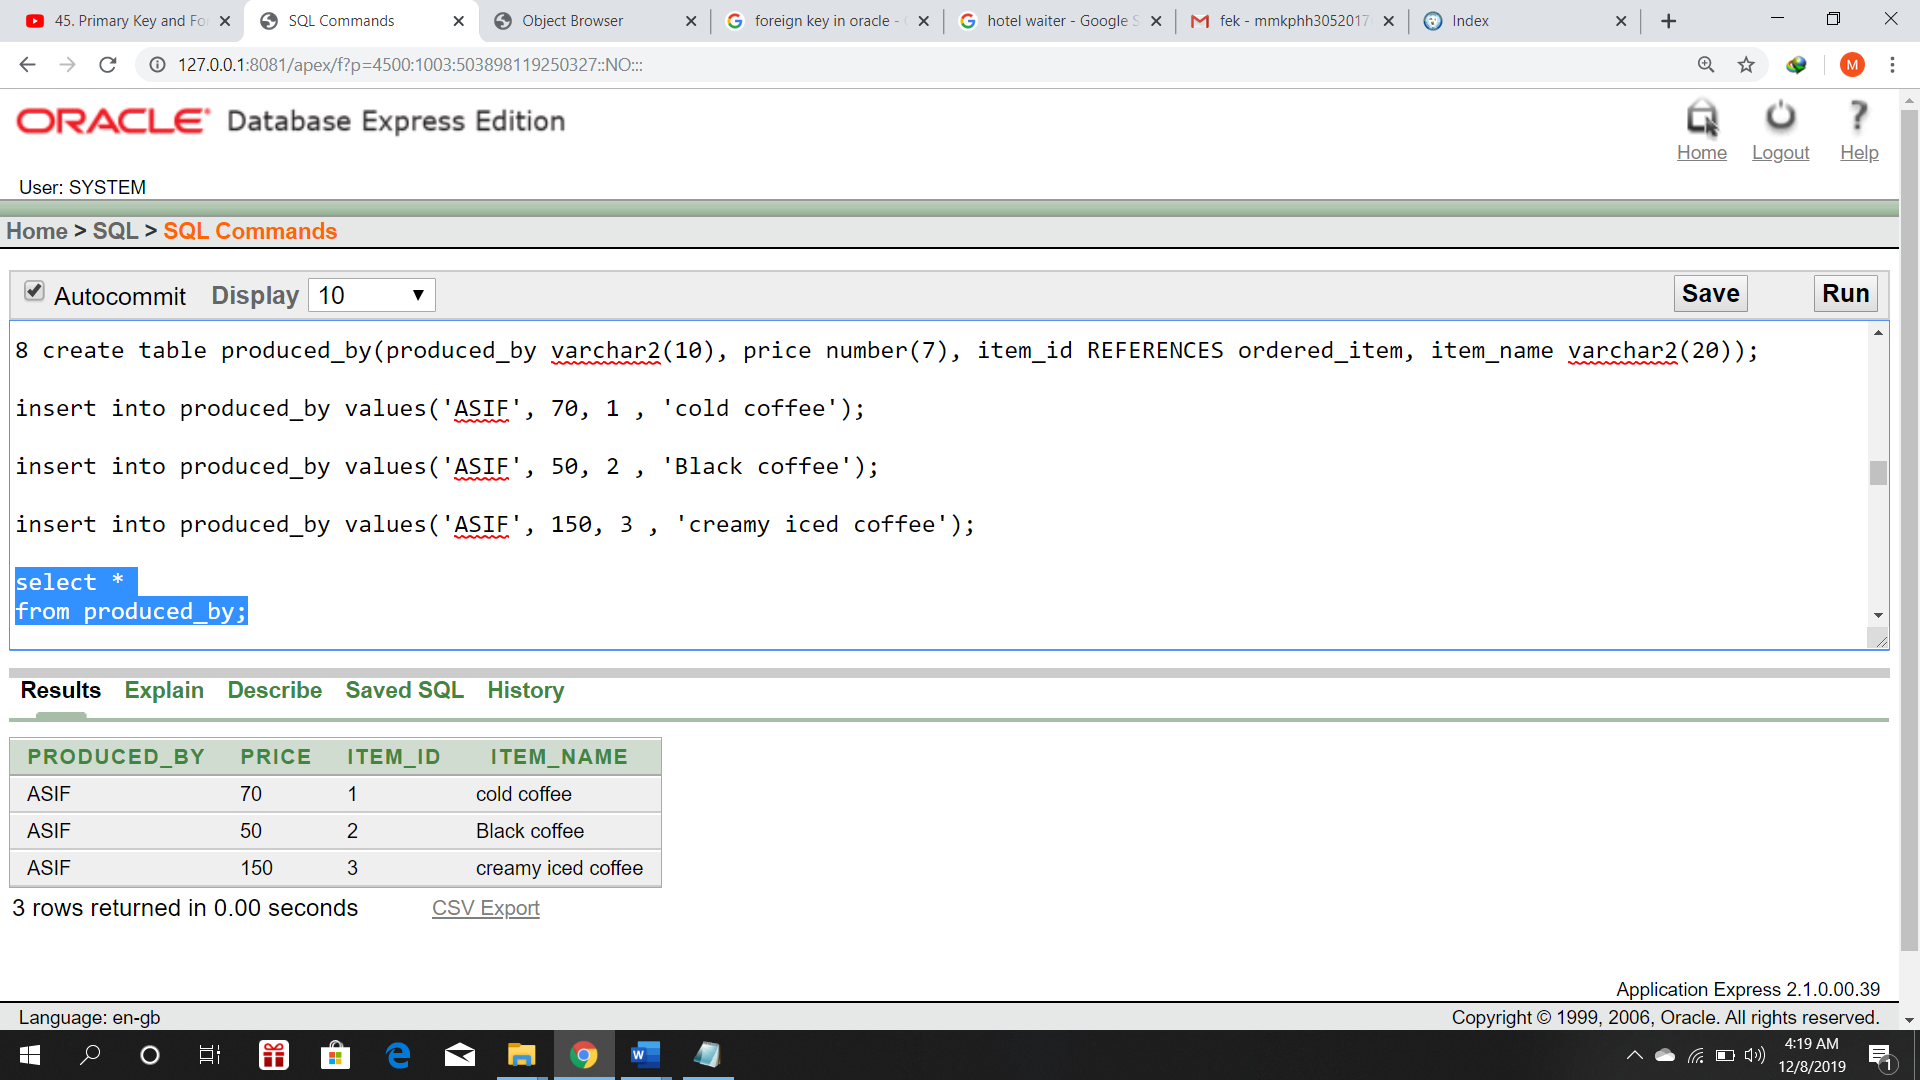 45. Primary Key and Fo
SQL Commands
Object Browser
foreign key in oracle -
hotel waiter - Google S
fek - mmkphh3052017
Index
127.0.0.1:8081/apex/f?p=4500:1003:503898119250327::NO:::
M
ORACLE Database Express Edition
Home Logout Help
User: SYSTEM
Home > SQL > SQL Commands
Autocommit Display 10 Save Run
8 create table produced_by(produced_by varchar2(10), price number(7), item_id REFERENCES ordered_item, item_name varchar2(20));
insert into produced_by values('ASIF', 70, 1 , 'cold coffee');
insert into produced_by values('ASIF', 50, 2 , 'Black coffee');
insert into produced_by values('ASIF', 150, 3 , 'creamy iced coffee');
select *
from produced_by;
Results Explain Describe Saved SQL History
PRODUCED_BY PRICE ITEM_ID ITEM_NAME
ASIF 70 1 cold coffee
ASIF 50 2 Black coffee
ASIF 150 3 creamy iced coffee
3 rows returned in 0.00 seconds CSV Export
Application Express 2.1.0.00.39
Language: en-gb Copyright © 1999, 2006, Oracle. All rights reserved.
4:19 AM
12/8/2019
1